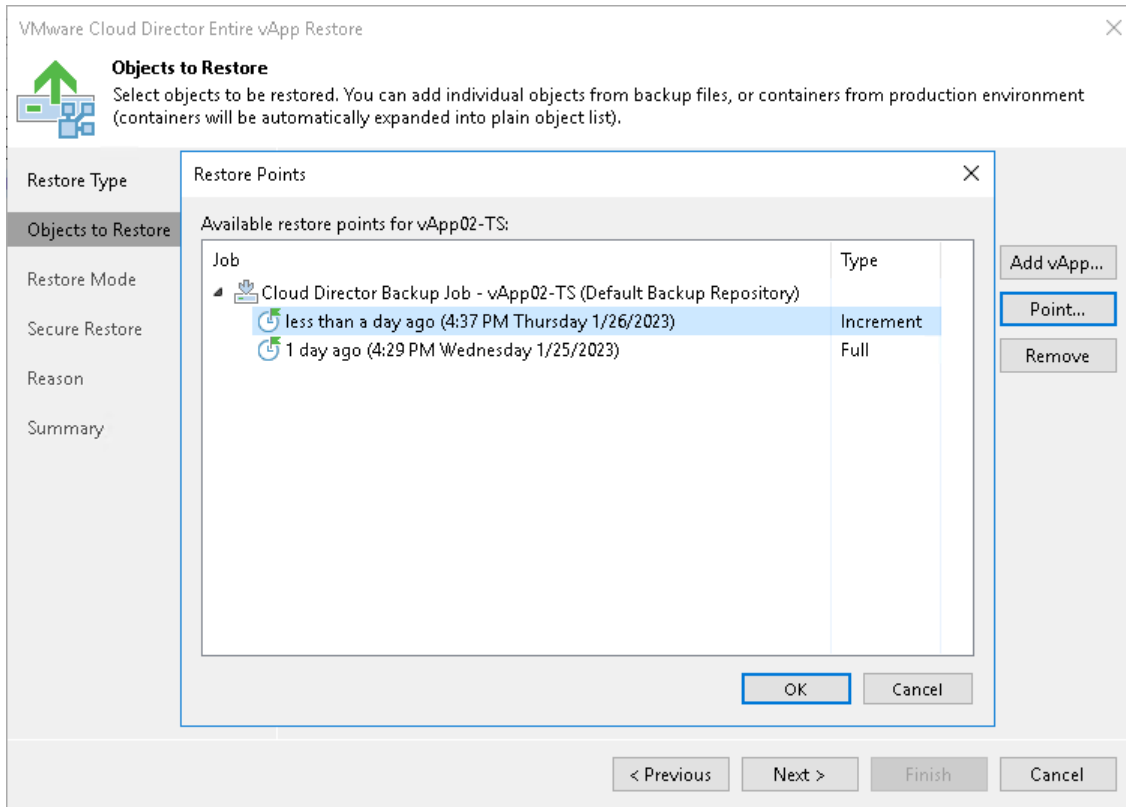 VMware Cloud Director Entire vApp Restore
Objects to Restore
Select objects to be restored. You can add individual objects from backup files, or containers from production environment
(containers will be automatically expanded into plain object list).
Restore Type
Objects to Restore
Restore Mode
Secure Restore
Reason
Summary
Restore Points
Available restore points for vApp02-TS:
Job Type
Cloud Director Backup Job - vApp02-TS (Default Backup Repository)
less than a day ago (4:37 PM Thursday 1/26/2023) Increment
1 day ago (4:29 PM Wednesday 1/25/2023) Full
OK Cancel
Add vApp...
Point...
Remove
< Previous Next > Finish Cancel